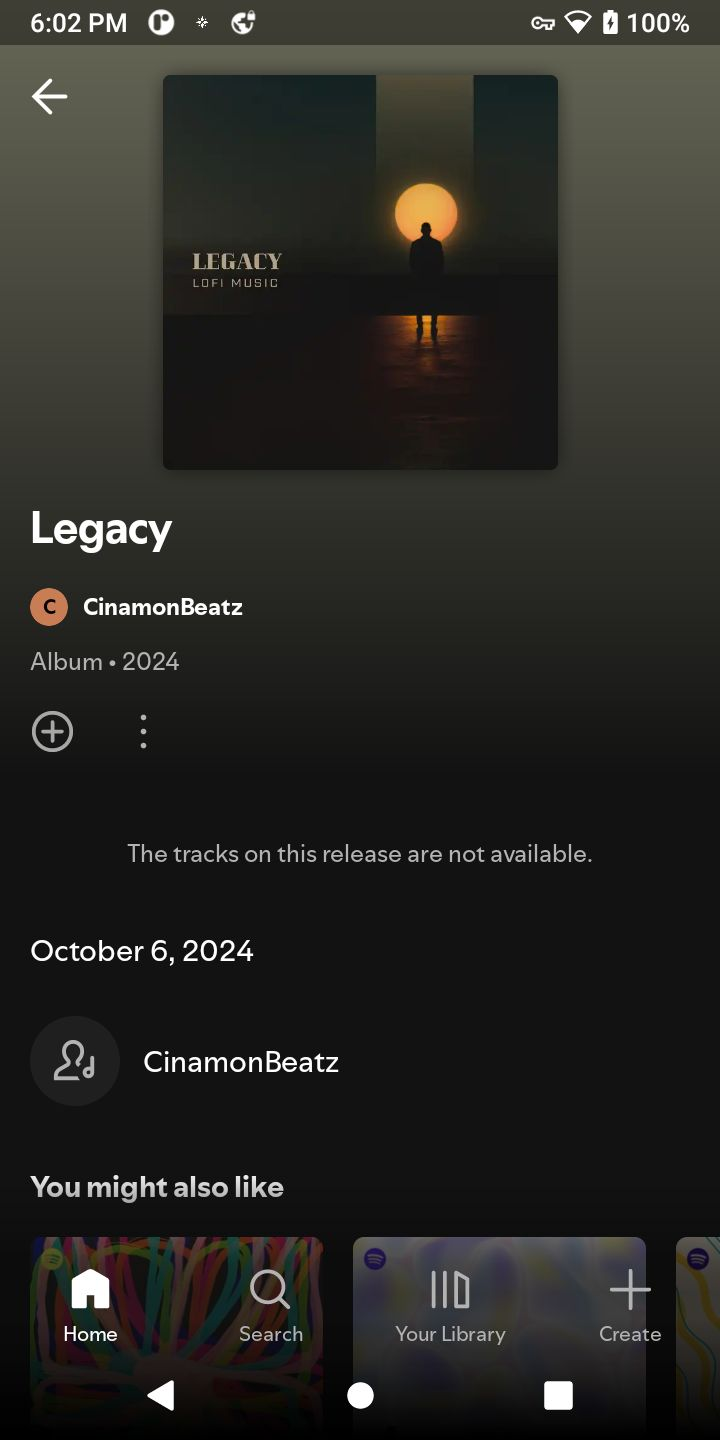 6:02 PM
100%
LEGACY
LOFI MUSIC
Legacy
C
CinamonBeatz
Album • 2024
The tracks on this release are not available.
October 6, 2024
CinamonBeatz
You might also like
Home
Search
Your Library
Create